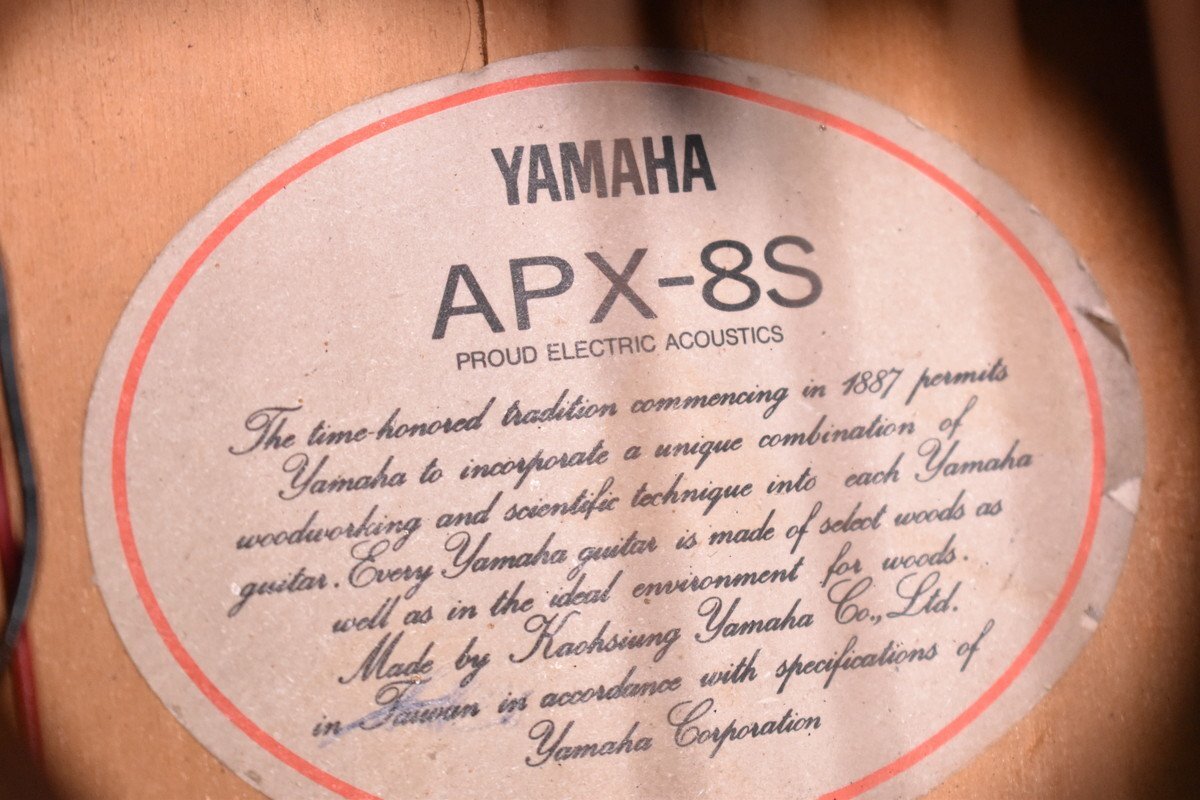 YAMAHA
APX-8S
PROUD ELECTRIC ACOUSTICS
The time-honored tradition commencing in 1887 permits
Yamaha to incorporate a unique combination of
woodworking and scientific technique into each Yamaha
guitar. Every Yamaha guitar is made of select woods as
well as in the ideal environment for woods.
Made by Kaohsiung Yamaha Co., Ltd.
in Taiwan in accordance with specifications of
Yamaha Corporation